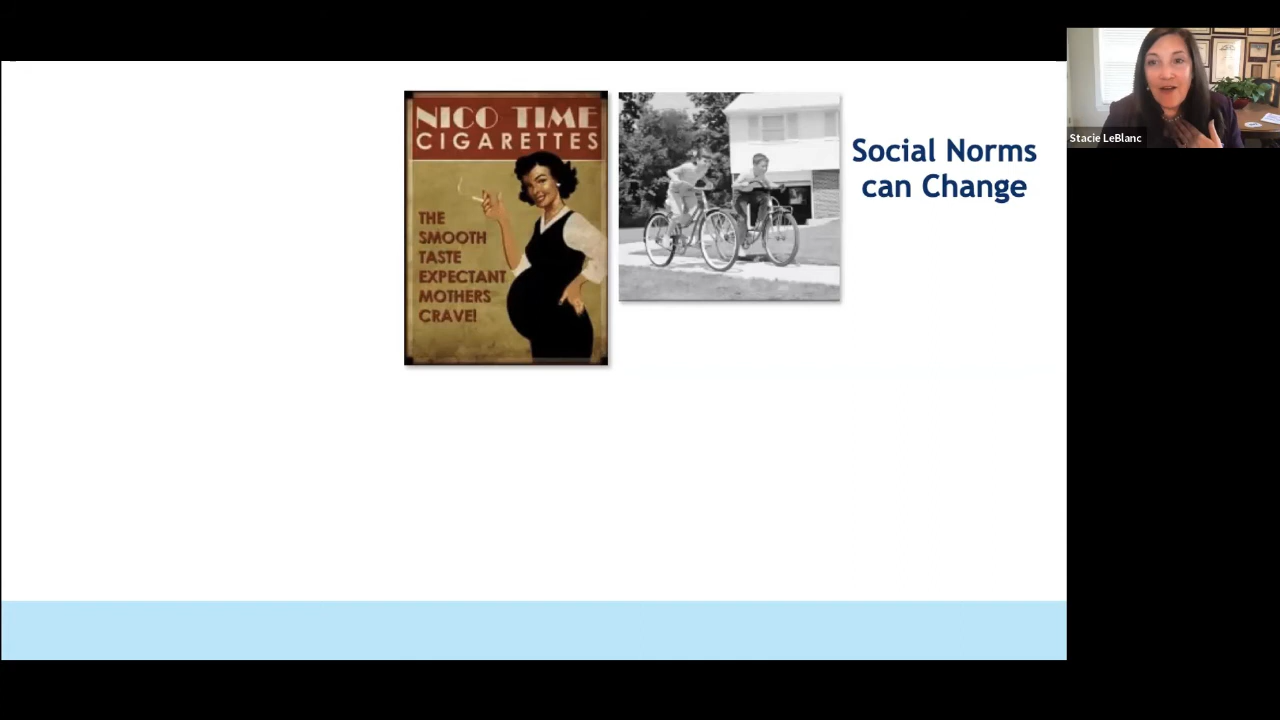 NICO TIME
CIGARETTES
THE
SMOOTH
TASTE
EXPECTANT
MOTHERS
CRAVE!
Social Norms
can Change
Stacie LeBlanc